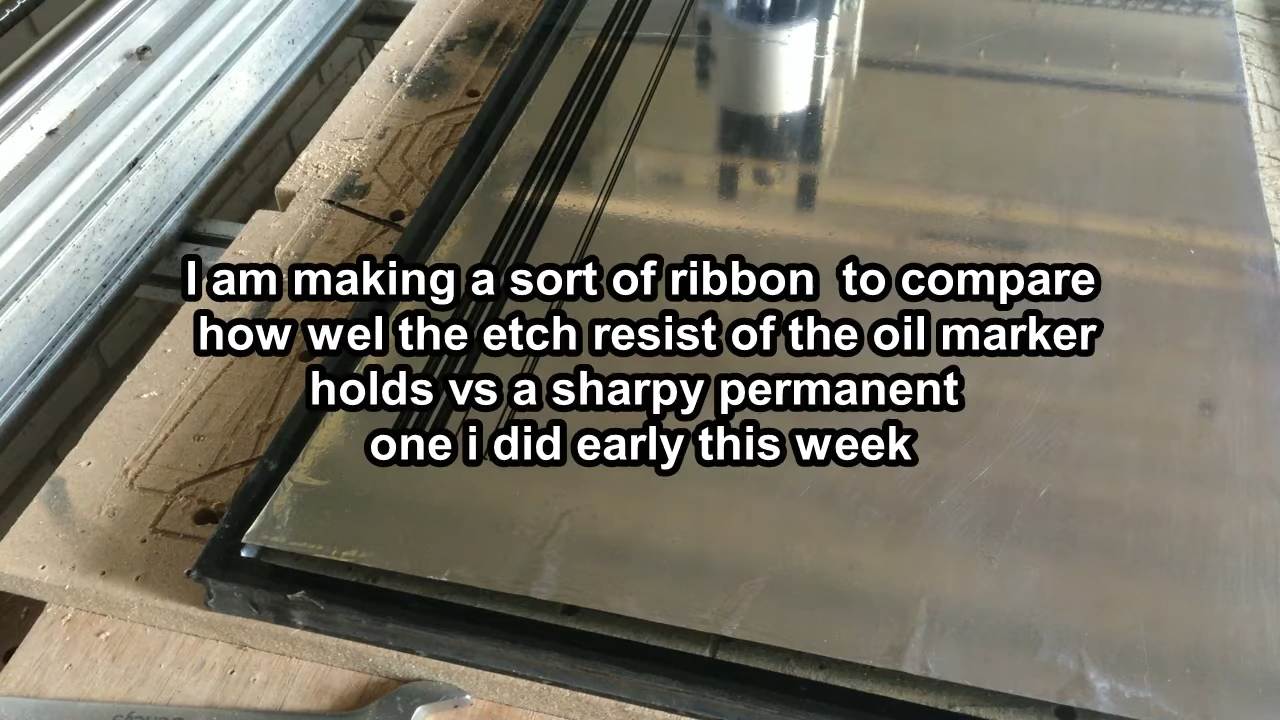 I am making a sort of ribbon  to compare
how wel the etch resist of the oil marker
holds vs a sharpy permanent
one i did early this week